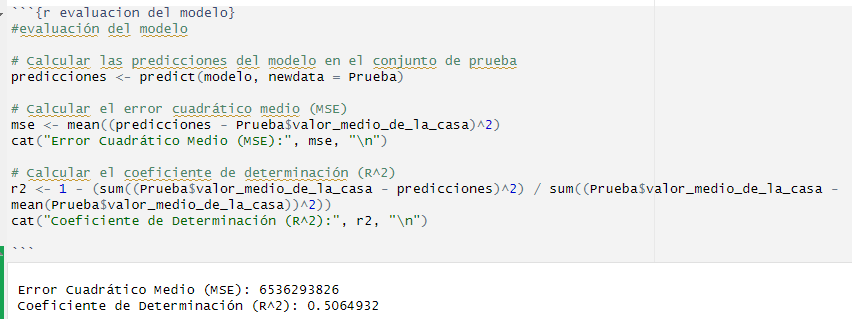 ```{r evaluacion del modelo}
#evaluación del modelo
# Calcular las predicciones del modelo en el conjunto de prueba
predicciones <- predict(modelo, newdata = Prueba)
# Calcular el error cuadrático medio (MSE)
mse <- mean((predicciones - Prueba$valor_medio_de_la_casa)^2)
cat("Error Cuadrático Medio (MSE):", mse, "\n")
# Calcular el coeficiente de determinación (R^2)
r2 <- 1 - (sum((Prueba$valor_medio_de_la_casa - predicciones)^2) / sum((Prueba$valor_medio_de_la_casa -
mean(Prueba$valor_medio_de_la_casa))^2))
cat("Coeficiente de Determinación (R^2):", r2, "\n")
```
Error Cuadrático Medio (MSE): 6536293826
Coeficiente de Determinación (R^2): 0.5064932